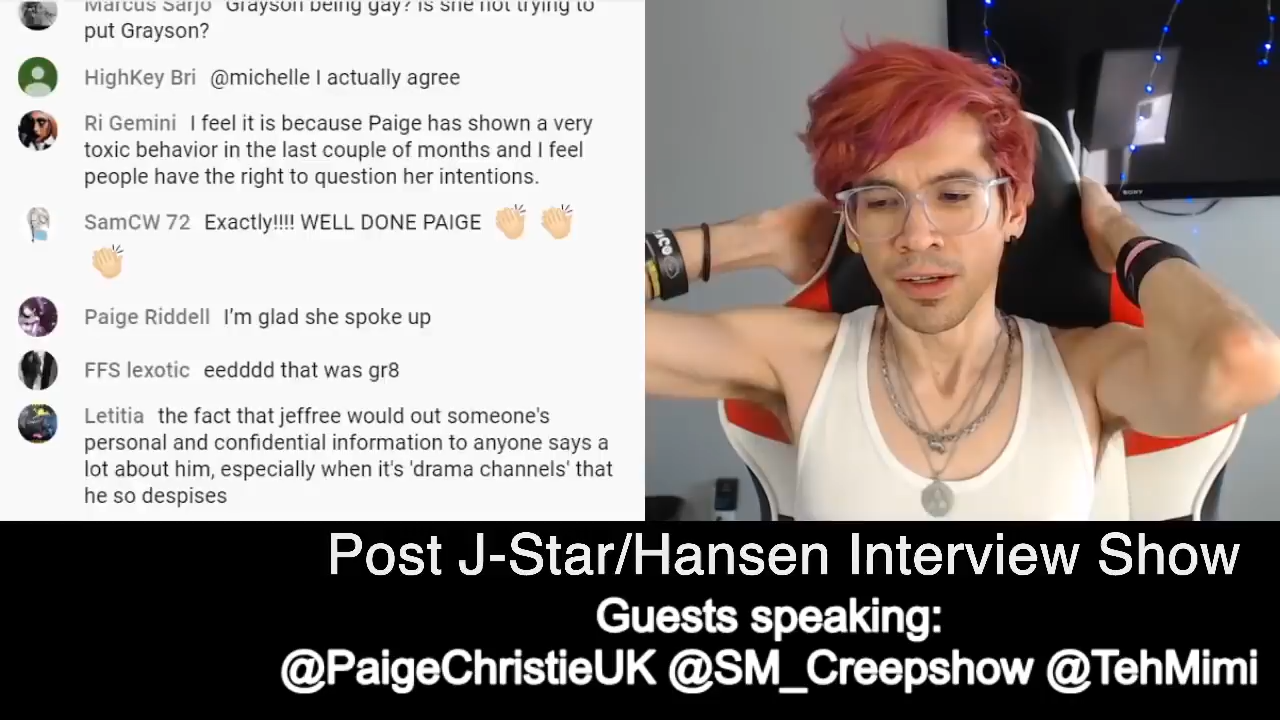 Marcus Sarjo Grayson being gay? is she not trying to
put Grayson?
HighKey Bri @michelle I actually agree
Ri Gemini I feel it is because Paige has shown a very
toxic behavior in the last couple of months and I feel
people have the right to question her intentions.
SamCW 72 Exactly!!!! WELL DONE PAIGE 👏🏻 👏🏻
👏🏻
Paige Riddell I'm glad she spoke up
FFS lexotic eedddd that was gr8
Letitia the fact that jeffree would out someone's
personal and confidential information to anyone says a
lot about him, especially when it's 'drama channels' that
he so despises
SONY
Post J-Star/Hansen Interview Show
Guests speaking:
@PaigeChristieUK @SM_Creepshow @TehMimi